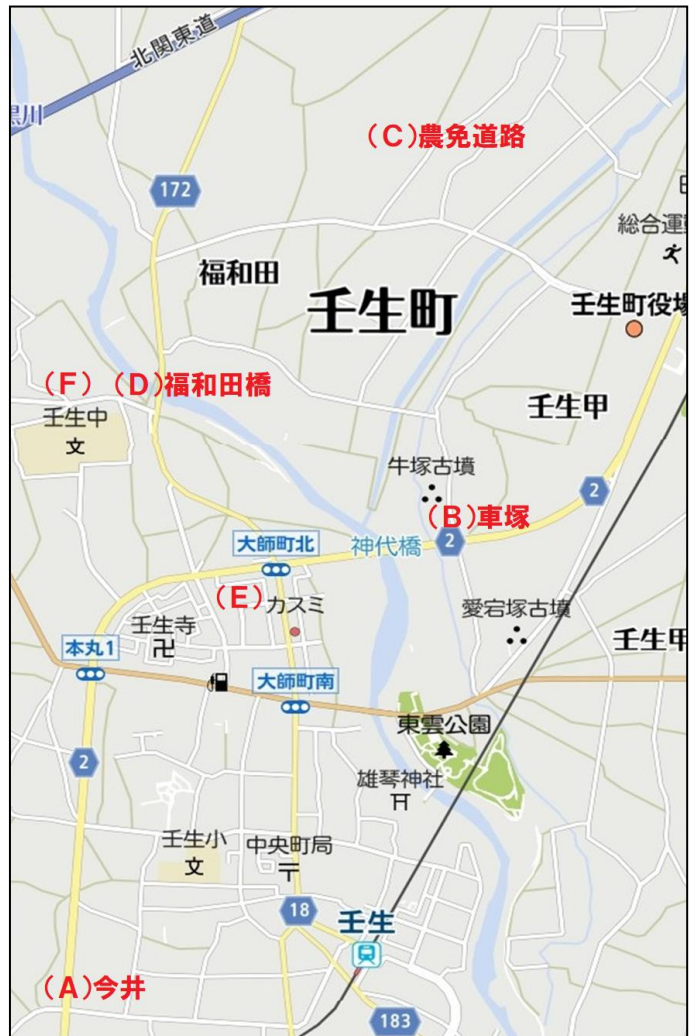 北関東道
黒川
(C)農免道路
172
総合運動
福和田
壬生町
壬生町役場
(F) (D)福和田橋
壬生中
文
壬生甲
牛塚古墳
2
(B)車塚
大師町北
神代橋
2
(E)
カスミ
愛宕塚古墳
壬生寺
本丸1
壬生甲
大師町南
東雲公園
2
雄琴神社
壬生小
文
中央町局
18
壬生
(A)今井
183